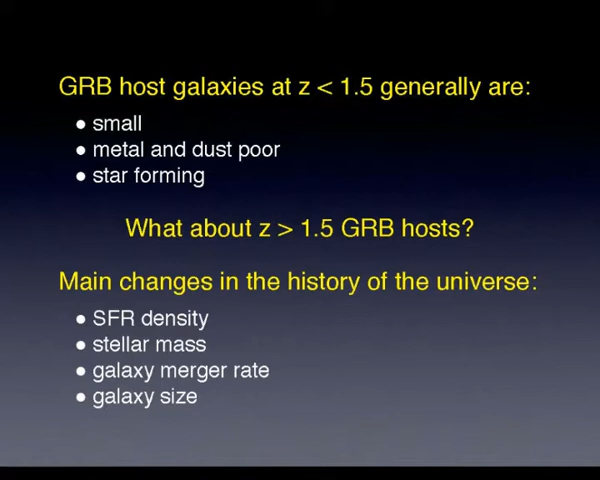 GRB host galaxies at z < 1.5 generally are:
● small
● metal and dust poor
● star forming
What about z > 1.5 GRB hosts?
Main changes in the history of the universe:
● SFR density
● stellar mass
● galaxy merger rate
● galaxy size